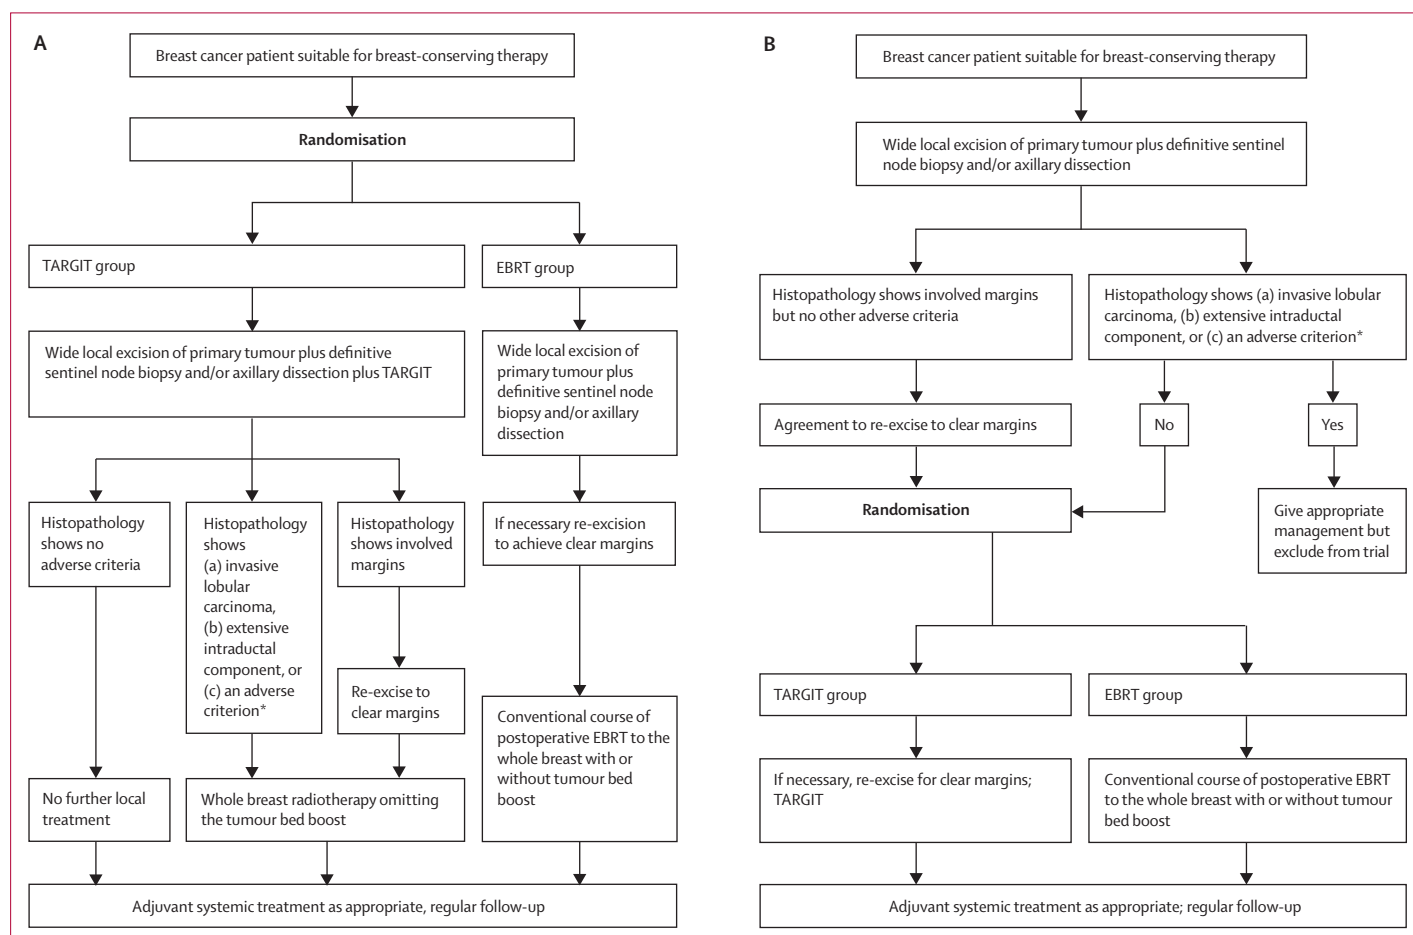 A
Breast cancer patient suitable for breast-conserving therapy
Randomisation
TARGIT group
EBRT group
Wide local excision of primary tumour plus definitive
sentinel node biopsy and/or axillary dissection plus TARGIT
Wide local excision of
primary tumour plus
definitive sentinel node
biopsy and/or axillary
dissection
Histopathology
shows no
adverse criteria
Histopathology
shows
(a) invasive
lobular
carcinoma,
(b) extensive
intraductal
component, or
(c) an adverse
criterion*
Histopathology
shows involved
margins
If necessary re-excision
to achieve clear margins
Re-excise to
clear margins
Conventional course of
postoperative EBRT to the
whole breast with or
without tumour bed
boost
No further local
treatment
Whole breast radiotherapy omitting
the tumour bed boost
Adjuvant systemic treatment as appropriate, regular follow-up
B
Breast cancer patient suitable for breast-conserving therapy
Wide local excision of primary tumour plus definitive sentinel
node biopsy and/or axillary dissection
Histopathology shows involved margins
but no other adverse criteria
Histopathology shows (a) invasive lobular
carcinoma, (b) extensive intraductal
component, or (c) an adverse criterion*
Agreement to re-excise to clear margins
No
Yes
Randomisation
Give appropriate
management but
exclude from trial
TARGIT group
EBRT group
If necessary, re-excise for clear margins;
TARGIT
Conventional course of postoperative EBRT
to the whole breast with or without tumour
bed boost
Adjuvant systemic treatment as appropriate; regular follow-up